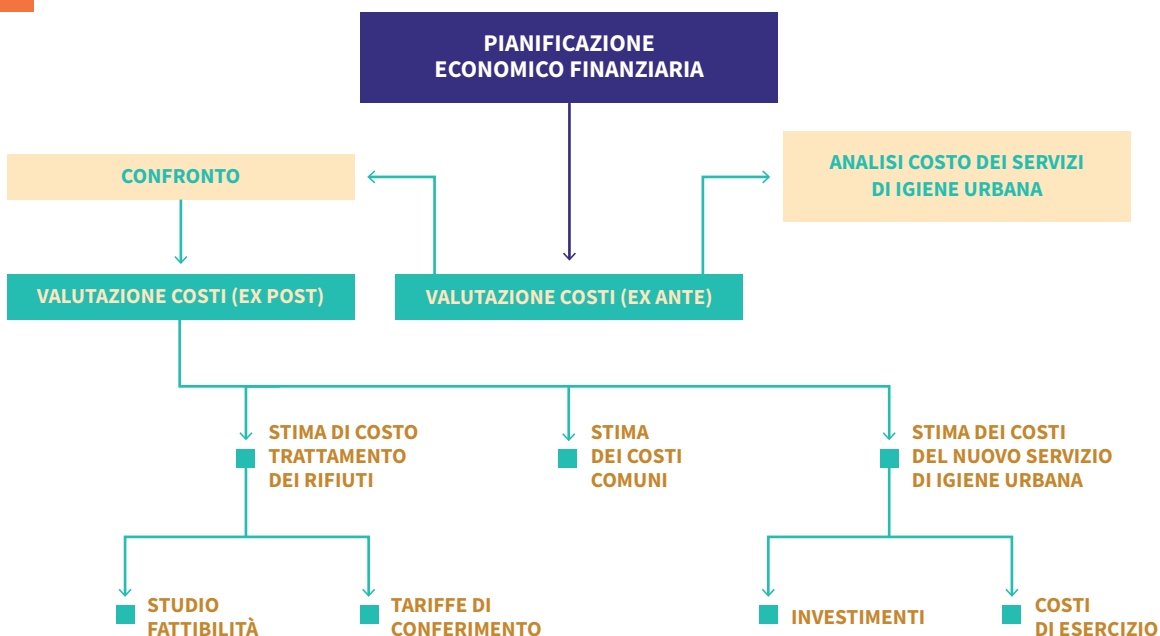 PIANIFICAZIONE
ECONOMICO FINANZIARIA
CONFRONTO
ANALISI COSTO DEI SERVIZI
DI IGIENE URBANA
VALUTAZIONE COSTI (EX POST)
VALUTAZIONE COSTI (EX ANTE)
STIMA DI COSTO
TRATTAMENTO
DEI RIFIUTI
STIMA
DEI COSTI
COMUNI
STIMA DEI COSTI
DEL NUOVO SERVIZIO
DI IGIENE URBANA
STUDIO
FATTIBILITÀ
TARIFFE DI
CONFERIMENTO
INVESTIMENTI
COSTI
DI ESERCIZIO